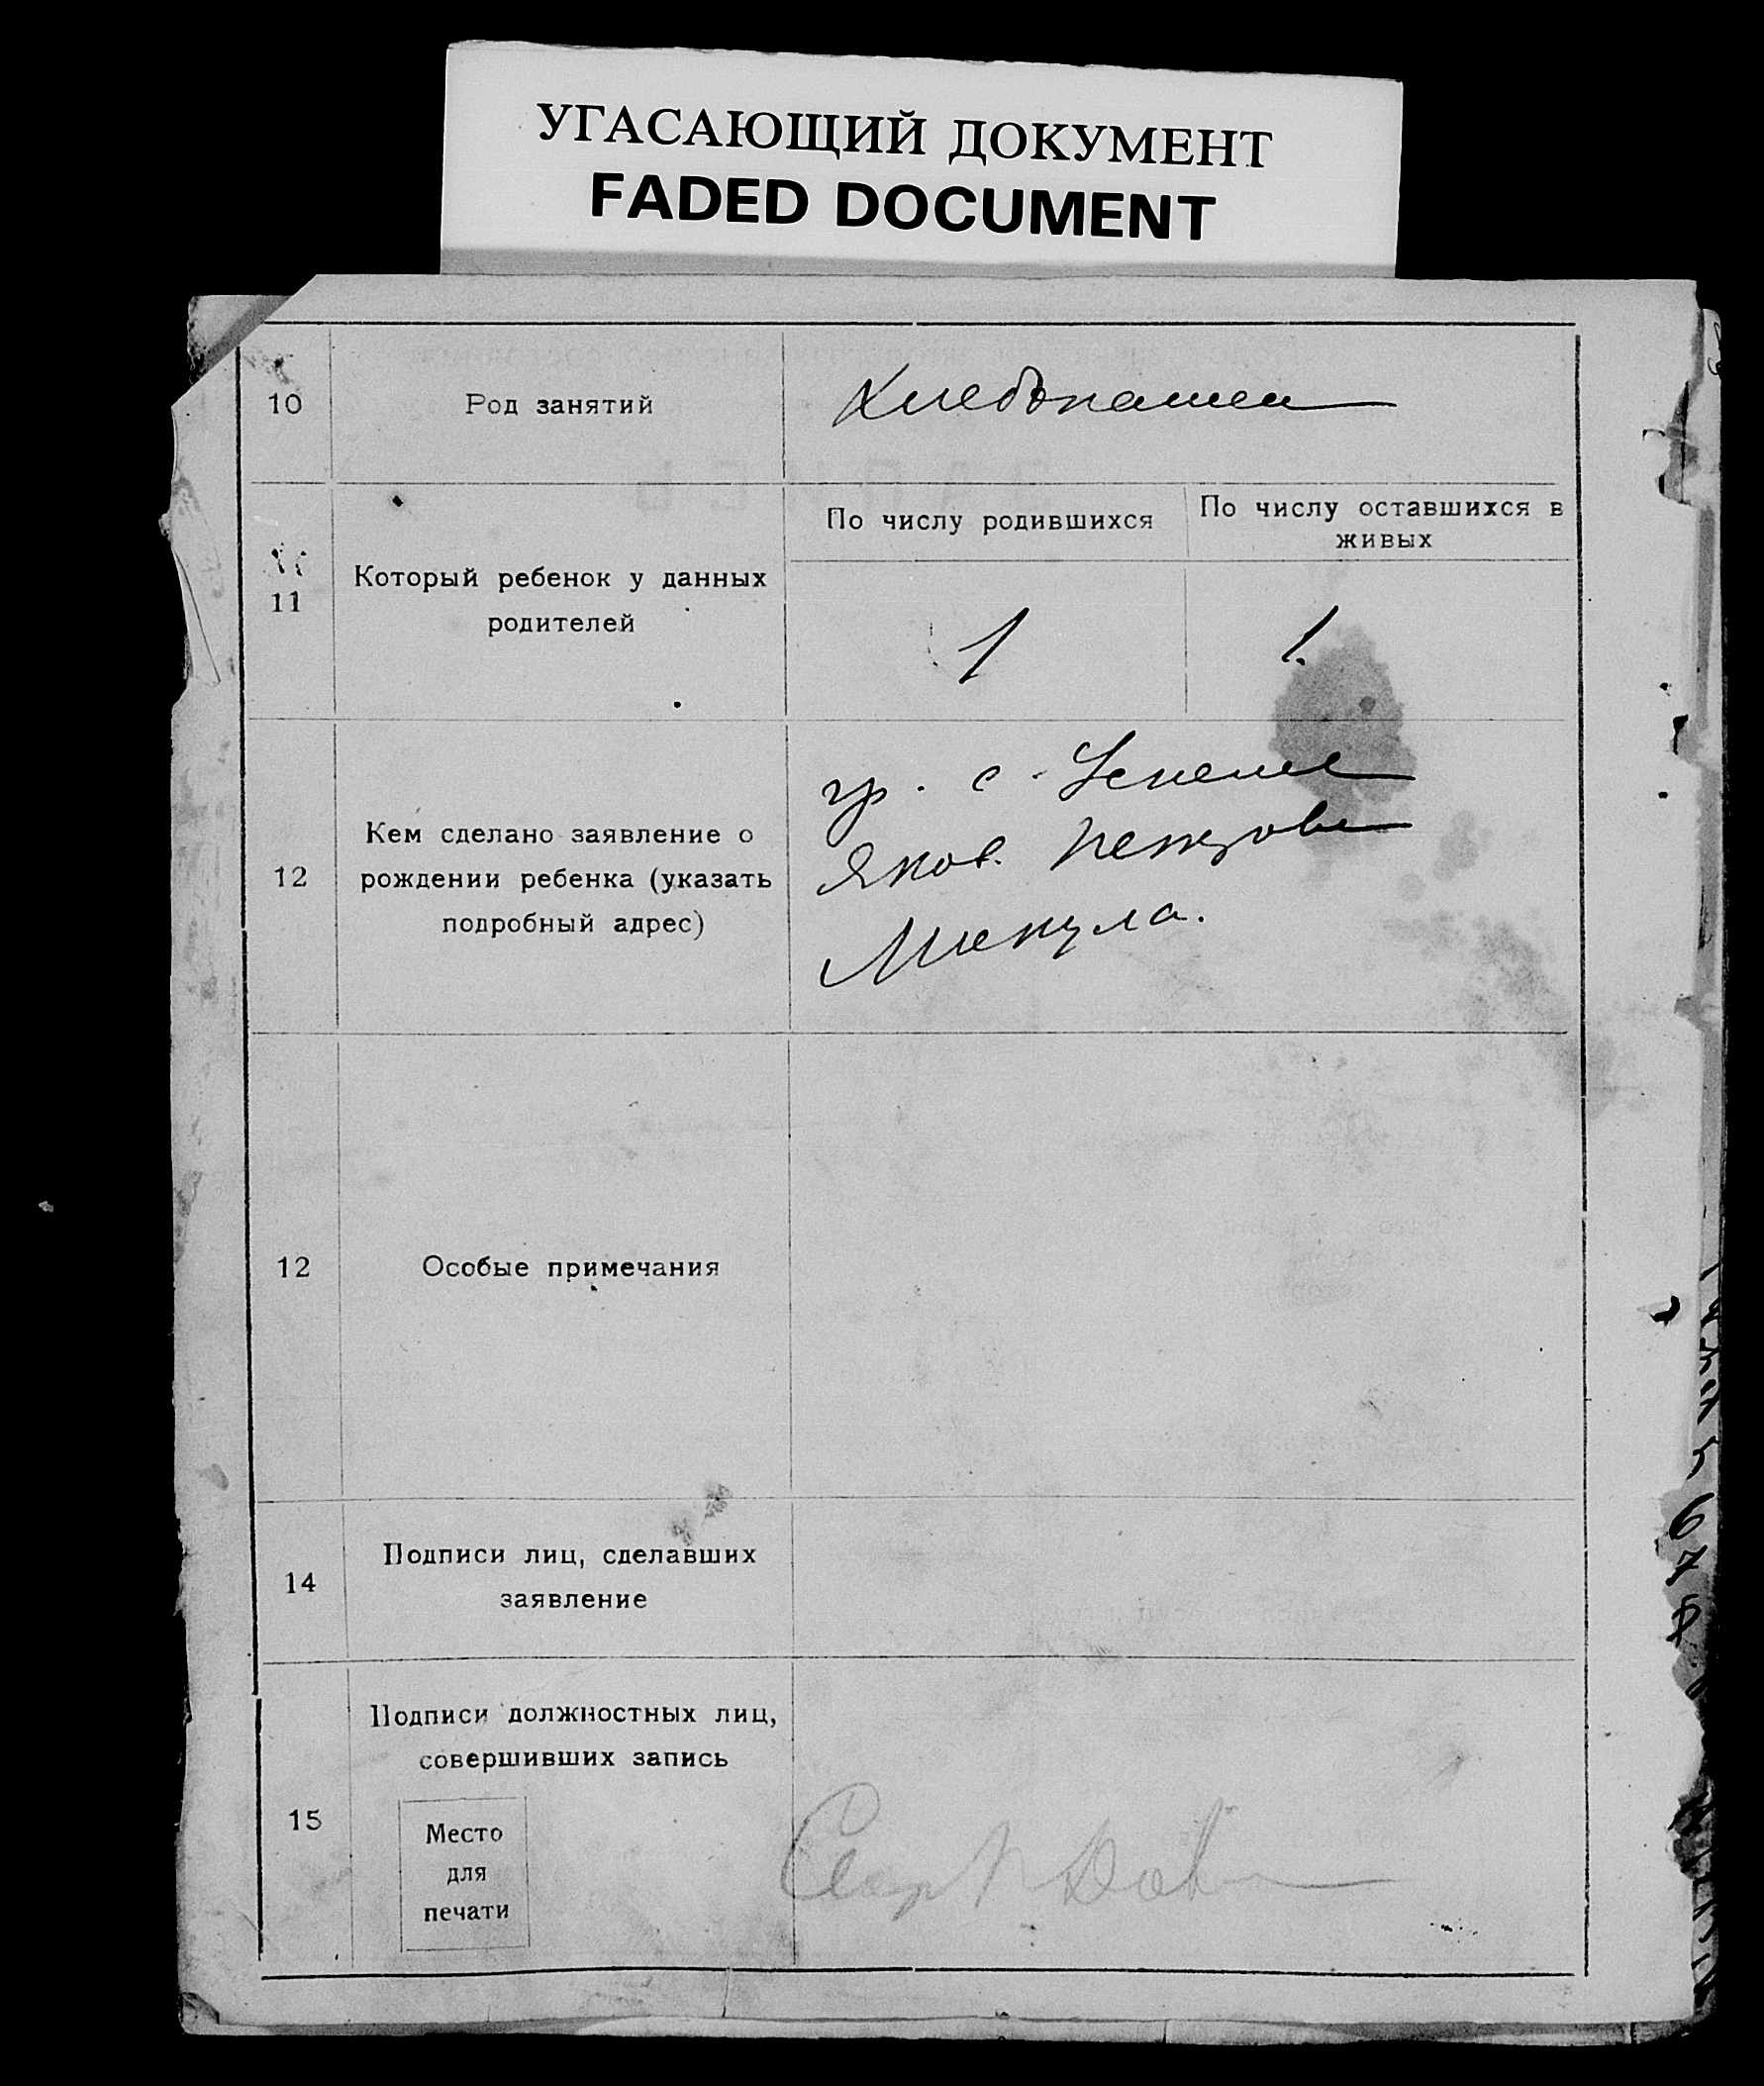 УГАСАЮЩИЙ ДОКУМЕНТ
FADED DOCUMENT
10 Род занятий Хлебопашец
11 Который ребенок у данных
родителей
По числу родившихся
По числу оставшихся в
живых
1 1.
12 Кем сделано заявление о
рождении ребенка (указать
подробный адрес)
гр. с.
Яков. Петрович
Микула.
12 Особые примечания
14 Подписи лиц, сделавших
заявление
15 Подписи должностных лиц,
совершивших запись
Место
для
печати